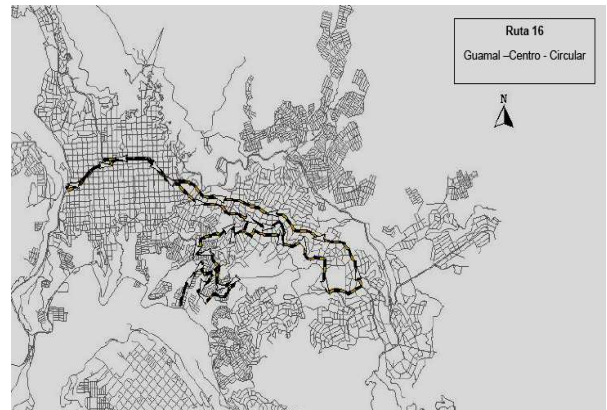 Ruta 16
Guamal –Centro - Circular
N